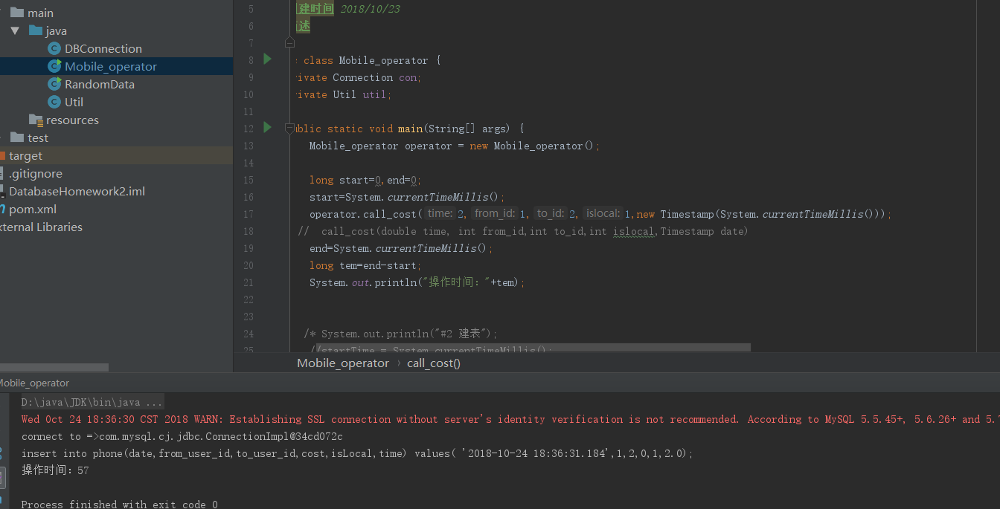 main
java
DBConnection
Mobile_operator
RandomData
Util
resources
test
target
.gitignore
DatabaseHomework2.iml
pom.xml
xternal Libraries
5 建时间 2018/10/23
6 述
7
8 class Mobile_operator {
9 ivate Connection con;
10 ivate Util util;
11
12 blic static void main(String[] args) {
13 Mobile_operator operator = new Mobile_operator();
14
15 long start=0,end=0;
16 start=System.currentTimeMillis();
17 operator.call_cost( time: 2, from_id: 1, to_id: 2, islocal: 1,new Timestamp(System.currentTimeMillis()));
18 // call_cost(double time, int from_id,int to_id,int islocal,Timestamp date)
19 end=System.currentTimeMillis();
20 long tem=end-start;
21 System.out.println("操作时间："+tem);
22
23
24 /* System.out.println("#2 建表");
25 //startTime = System.currentTimeMillis();
Mobile_operator › call_cost()
Mobile_operator
D:\java\JDK\bin\java ...
Wed Oct 24 18:36:30 CST 2018 WARN: Establishing SSL connection without server's identity verification is not recommended. According to MySQL 5.5.45+, 5.6.26+ and 5.7
connect to =>com.mysql.cj.jdbc.ConnectionImpl@34cd072c
insert into phone(date,from_user_id,to_user_id,cost,isLocal,time) values( '2018-10-24 18:36:31.184',1,2,0,1,2.0);
操作时间：57
Process finished with exit code 0